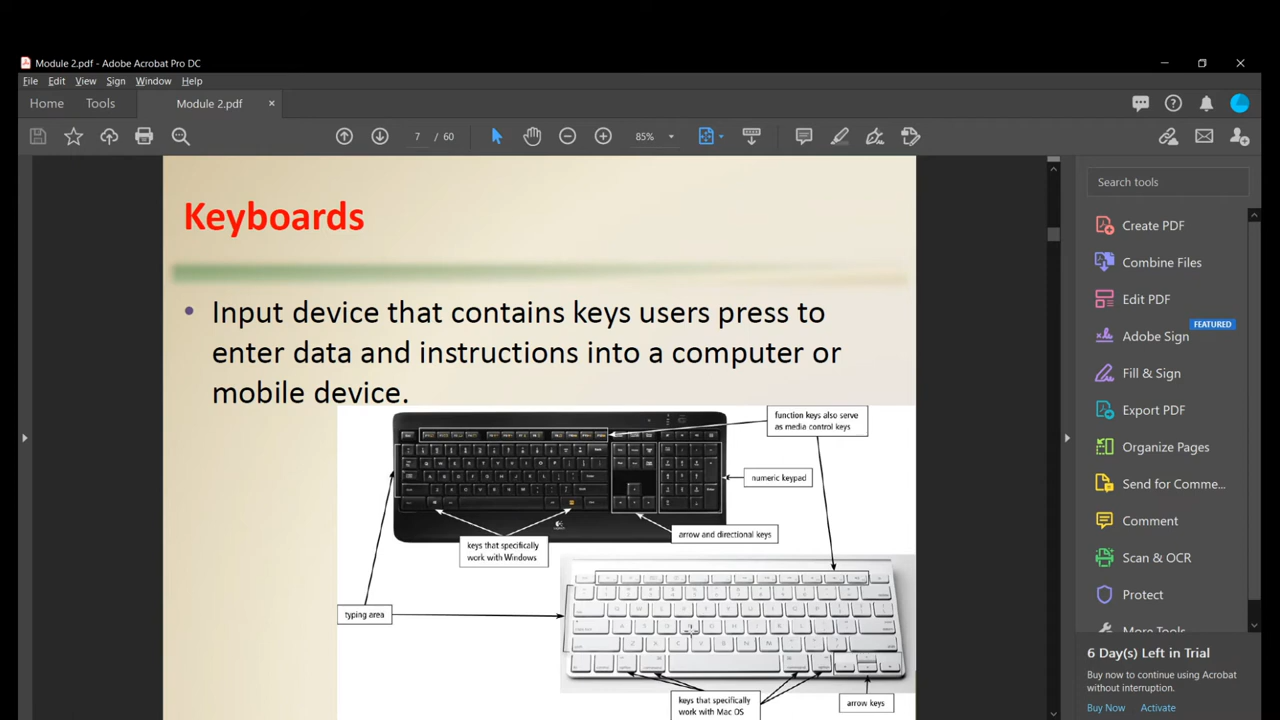 Module 2.pdf - Adobe Acrobat Pro DC
File Edit View Sign Window Help
Home Tools Module 2.pdf ×
7 / 60 85%
Search tools
Create PDF
Combine Files
Edit PDF
FEATURED
Adobe Sign
Fill & Sign
Export PDF
Organize Pages
Send for Comme...
Comment
Scan & OCR
Protect
More Tools
6 Day(s) Left in Trial
Buy now to continue using Acrobat
without interruption.
Buy Now Activate
Keyboards
• Input device that contains keys users press to
enter data and instructions into a computer or
mobile device.
function keys also serve
as media control keys
numeric keypad
arrow and directional keys
keys that specifically
work with Windows
typing area
keys that specifically
work with Mac OS
arrow keys